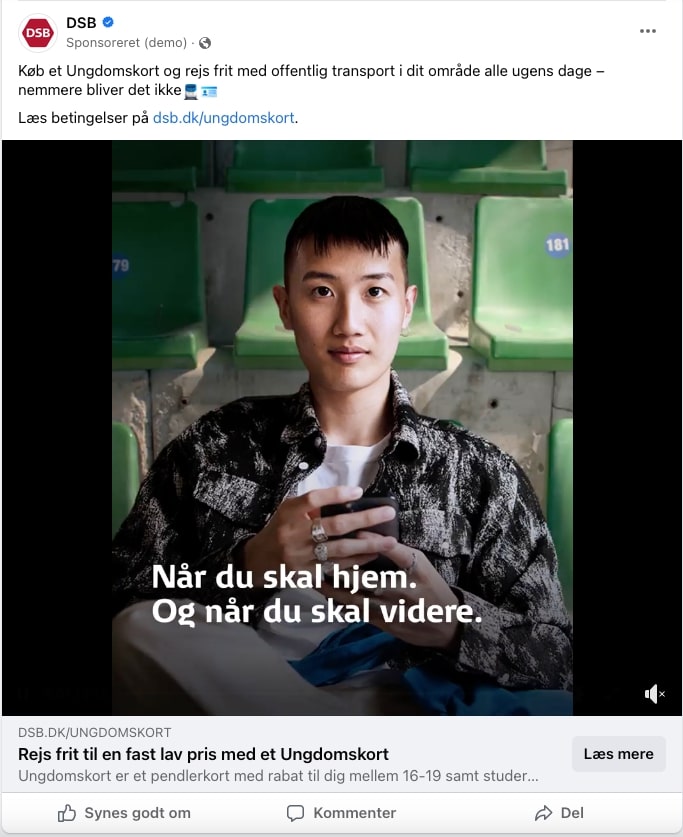 DSB
DSB
Sponsoreret (demo) ·
Køb et Ungdomskort og rejs frit med offentlig transport i dit område alle ugens dage –
nemmere bliver det ikke
Læs betingelser på dsb.dk/ungdomskort.
79
181
Når du skal hjem.
Og når du skal videre.
DSB.DK/UNGDOMSKORT
Rejs frit til en fast lav pris med et Ungdomskort
Ungdomskort er et pendlerkort med rabat til dig mellem 16-19 samt studer...
Læs mere
Synes godt om
Kommenter
Del